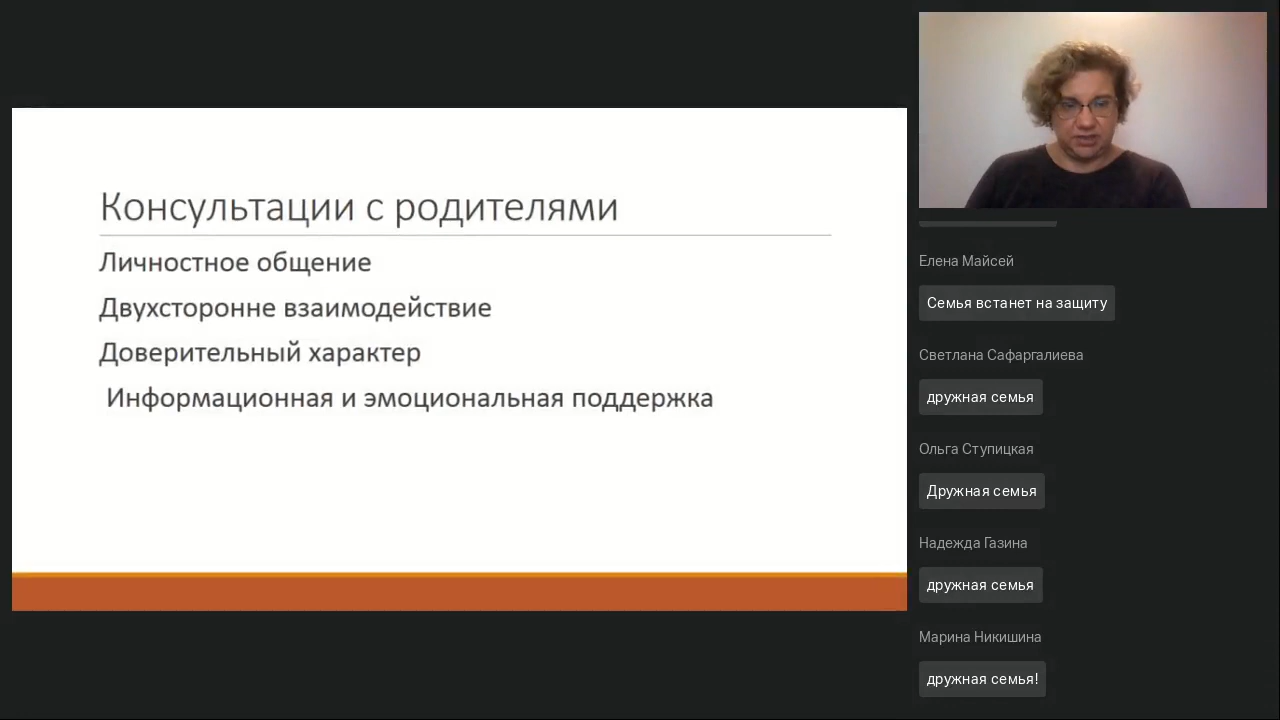 Консультации с родителями
Личностное общение
Двухсторонне взаимодействие
Доверительный характер
Информационная и эмоциональная поддержка
Елена Майсей
Семья встанет на защиту
Светлана Сафаргалиева
дружная семья
Ольга Ступицкая
Дружная семья
Надежда Газина
дружная семья
Марина Никишина
дружная семья!